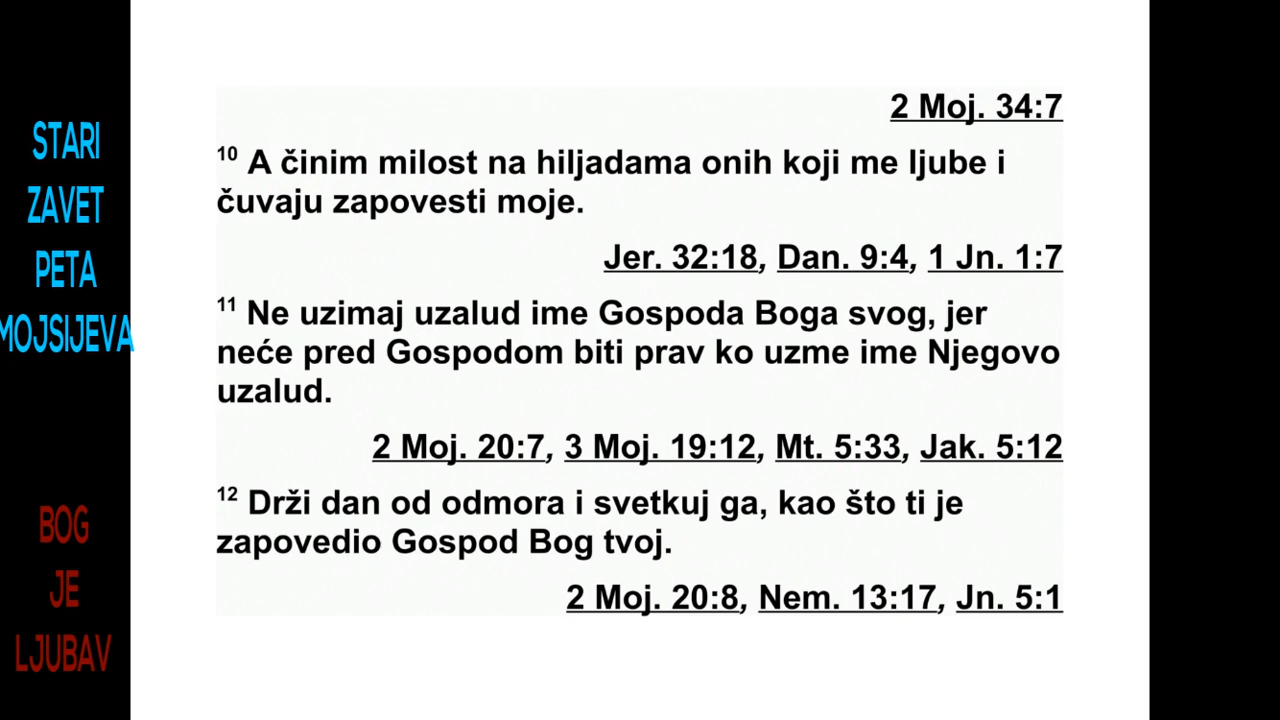 STARI
ZAVET
PETA
MOJSIJEVA
BOG
JE
LJUBAV
2 Moj. 34:7
10 A činim milost na hiljadama onih koji me ljube i
čuvaju zapovesti moje.
Jer. 32:18, Dan. 9:4, 1 Jn. 1:7
11 Ne uzimaj uzalud ime Gospoda Boga svog, jer
neće pred Gospodom biti prav ko uzme ime Njegovo
uzalud.
2 Moj. 20:7, 3 Moj. 19:12, Mt. 5:33, Jak. 5:12
12 Drži dan od odmora i svetkuj ga, kao što ti je
zapovedio Gospod Bog tvoj.
2 Moj. 20:8, Nem. 13:17, Jn. 5:1